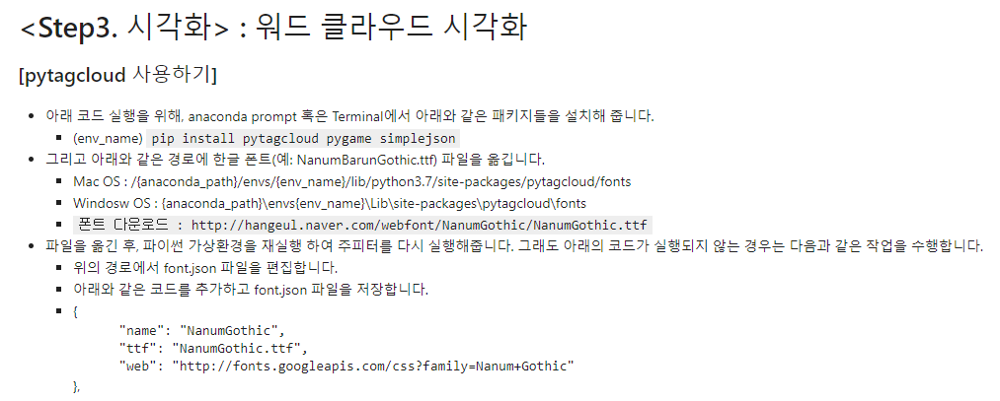 <Step3. 시각화> : 워드 클라우드 시각화
[pytagcloud 사용하기]
아래 코드 실행을 위해, anaconda prompt 혹은 Terminal에서 아래와 같은 패키지들을 설치해 줍니다.
(env_name) pip install pytagcloud pygame simplejson
그리고 아래와 같은 경로에 한글 폰트(예: NanumBarunGothic.ttf) 파일을 옮깁니다.
Mac OS : /{anaconda_path}/envs/{env_name}/lib/python3.7/site-packages/pytagcloud/fonts
Windosw OS : {anaconda_path}\envs{env_name}\Lib\site-packages\pytagcloud\fonts
폰트 다운로드 : http://hangeul.naver.com/webfont/NanumGothic/NanumGothic.ttf
파일을 옮긴 후, 파이썬 가상환경을 재실행 하여 주피터를 다시 실행해줍니다. 그래도 아래의 코드가 실행되지 않는 경우는 다음과 같은 작업을 수행합니다.
위의 경로에서 font.json 파일을 편집합니다.
아래와 같은 코드를 추가하고 font.json 파일을 저장합니다.
{
"name": "NanumGothic",
"ttf": "NanumGothic.ttf",
"web": "http://fonts.googleapis.com/css?family=Nanum+Gothic"
},